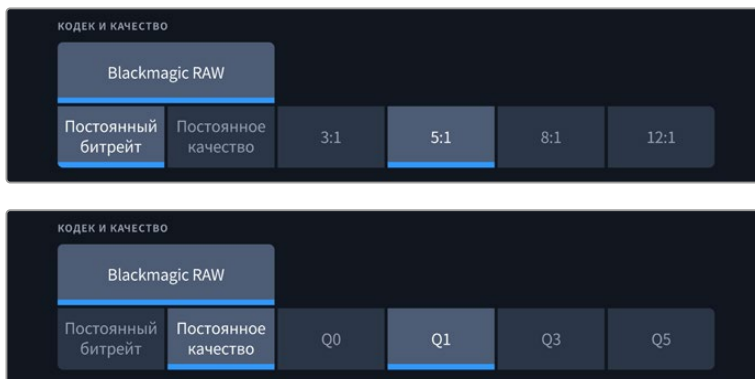 КОДЕК И КАЧЕСТВО
Blackmagic RAW
Постоянный битрейт Постоянное качество 3:1 5:1 8:1 12:1
КОДЕК И КАЧЕСТВО
Blackmagic RAW
Постоянный битрейт Постоянное качество Q0 Q1 Q3 Q5